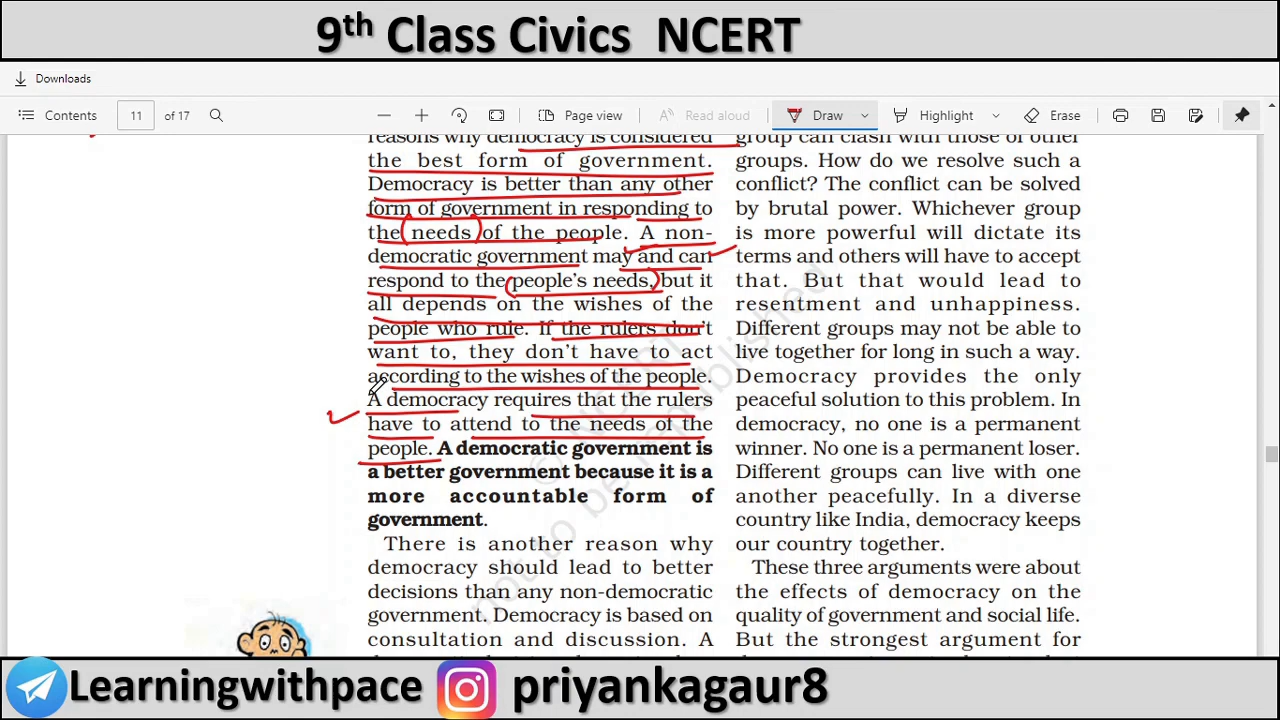 9th Class Civics NCERT
Downloads
Contents 11 of 17 Page view Read aloud Draw Highlight Erase
reasons why democracy is considered
the best form of government.
Democracy is better than any other
form of government in responding to
the needs of the people. A non-
democratic government may and can
respond to the people's needs, but it
all depends on the wishes of the
people who rule. If the rulers don't
want to, they don't have to act
according to the wishes of the people.
A democracy requires that the rulers
have to attend to the needs of the
people. A democratic government is
a better government because it is a
more accountable form of
government.
There is another reason why
democracy should lead to better
decisions than any non-democratic
government. Democracy is based on
consultation and discussion. A
group can clash with those of other
groups. How do we resolve such a
conflict? The conflict can be solved
by brutal power. Whichever group
is more powerful will dictate its
terms and others will have to accept
that. But that would lead to
resentment and unhappiness.
Different groups may not be able to
live together for long in such a way.
Democracy provides the only
peaceful solution to this problem. In
democracy, no one is a permanent
winner. No one is a permanent loser.
Different groups can live with one
another peacefully. In a diverse
country like India, democracy keeps
our country together.
These three arguments were about
the effects of democracy on the
quality of government and social life.
But the strongest argument for
not to be republished
Learningwithpace priyankagaur8